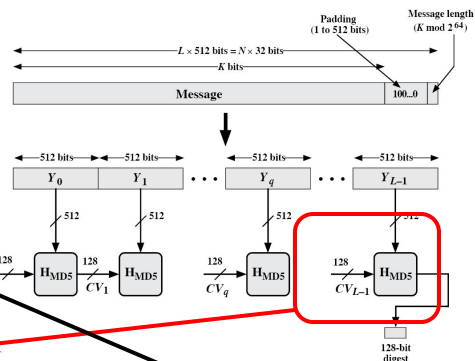 Padding
(1 to 512 bits)
Message length
(K mod 2^64)
L × 512 bits = N × 32 bits
K bits
Message
100...0
512 bits
512 bits
512 bits
512 bits
Y0
Y1
• • •
Yq
• • •
YL–1
512
512
512
512
128
HMD5
128
CV1
HMD5
128
CVq
HMD5
128
CVL–1
HMD5
128-bit
digest